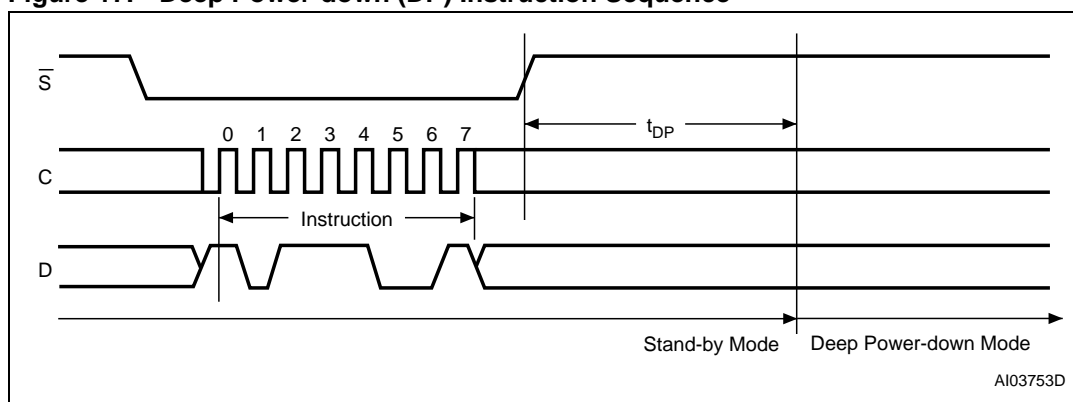 Figure 17. Deep Power-down (DP) Instruction Sequence
S
tDP
0 1 2 3 4 5 6 7
C
Instruction
D
Stand-by Mode Deep Power-down Mode
AI03753D